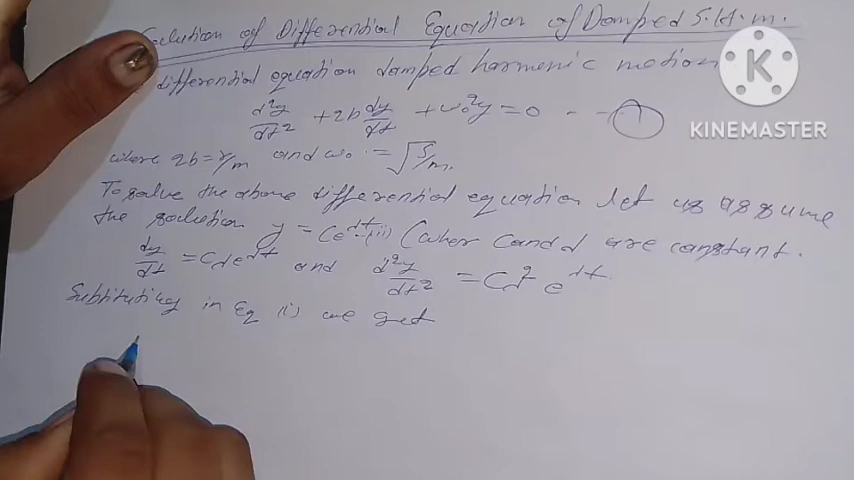 Solution of Differential Equation of Damped S.H.m.
differential equation damped harmonic motion
d²y/dt² + 2b dy/dt + ω₀²y = 0 - - 1
where 2b = r/m and ω₀ = √S/m.
To solve the above differential equation let us assume
the solution y = Ce^αt -(ii) (where C and α are constant.
dy/dt = Cαe^αt and d²y/dt² = Cα² e^αt
Substituting in Eq (i) we get
K
KINEMASTER